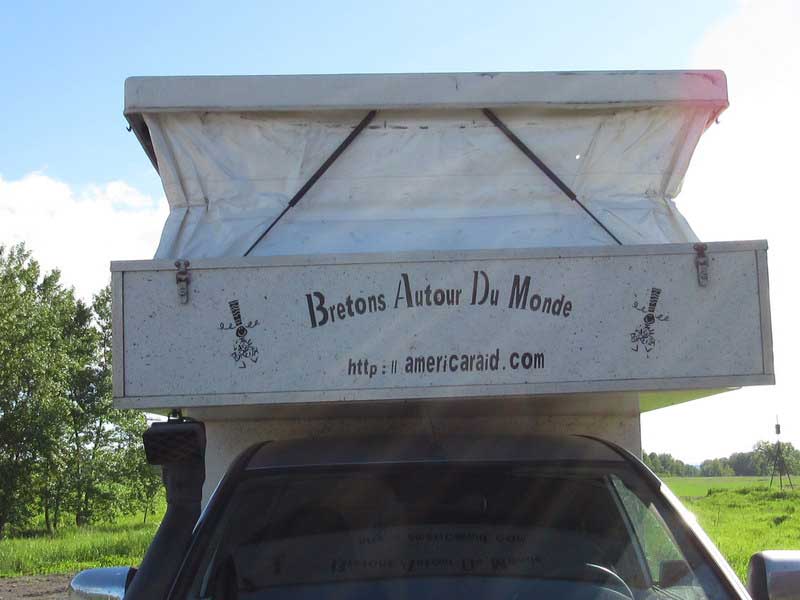 Bretons Autour Du Monde
http://americaraid.com